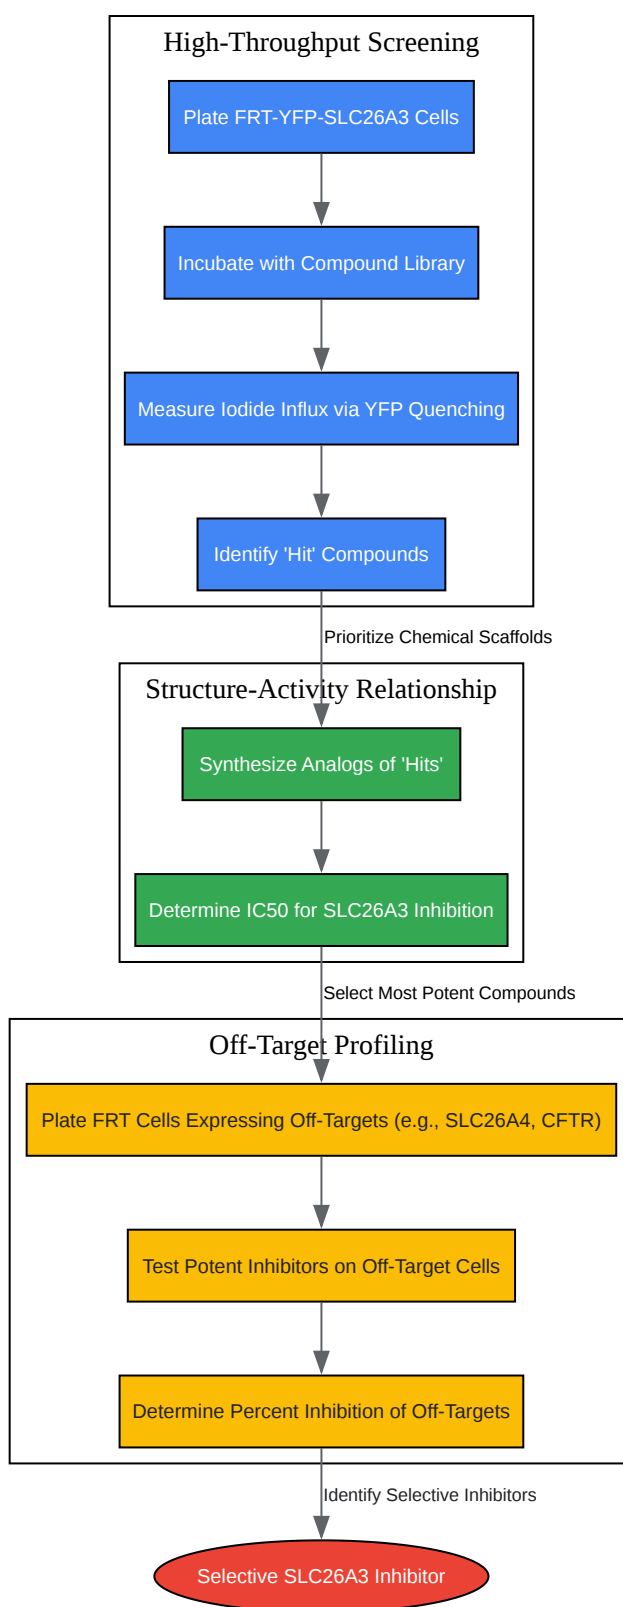 High-Throughput Screening
Plate FRT-YFP-SLC26A3 Cells
Incubate with Compound Library
Measure Iodide Influx via YFP Quenching
Identify 'Hit' Compounds
Prioritize Chemical Scaffolds
Structure-Activity Relationship
Synthesize Analogs of 'Hits'
Determine IC50 for SLC26A3 Inhibition
Select Most Potent Compounds
Off-Target Profiling
Plate FRT Cells Expressing Off-Targets (e.g., SLC26A4, CFTR)
Test Potent Inhibitors on Off-Target Cells
Determine Percent Inhibition of Off-Targets
Identify Selective Inhibitors
Selective SLC26A3 Inhibitor